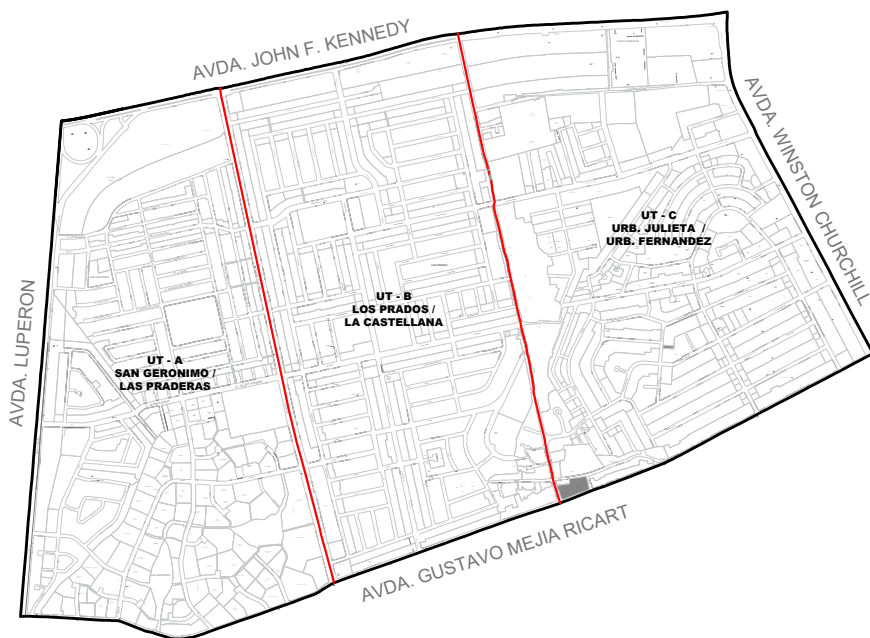 AVDA. JOHN F. KENNEDY
AVDA. WINSTON CHURCHILL
UT - C
URB. JULIETA /
URB. FERNANDEZ
UT - B
LOS PRADOS /
LA CASTELLANA
AVDA. LUPERON
UT - A
SAN GERONIMO /
LAS PRADERAS
AVDA. GUSTAVO MEJIA RICART